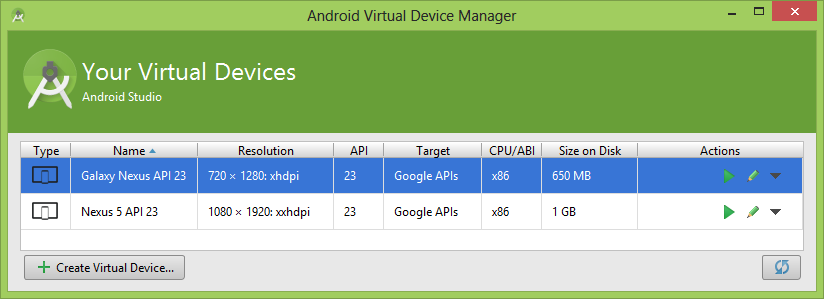 Android Virtual Device Manager
Your Virtual Devices
Android Studio
Type Name Resolution API Target CPU/ABI Size on Disk Actions
Galaxy Nexus API 23 720 × 1280: xhdpi 23 Google APIs x86 650 MB
Nexus 5 API 23 1080 × 1920: xxhdpi 23 Google APIs x86 1 GB
Create Virtual Device...